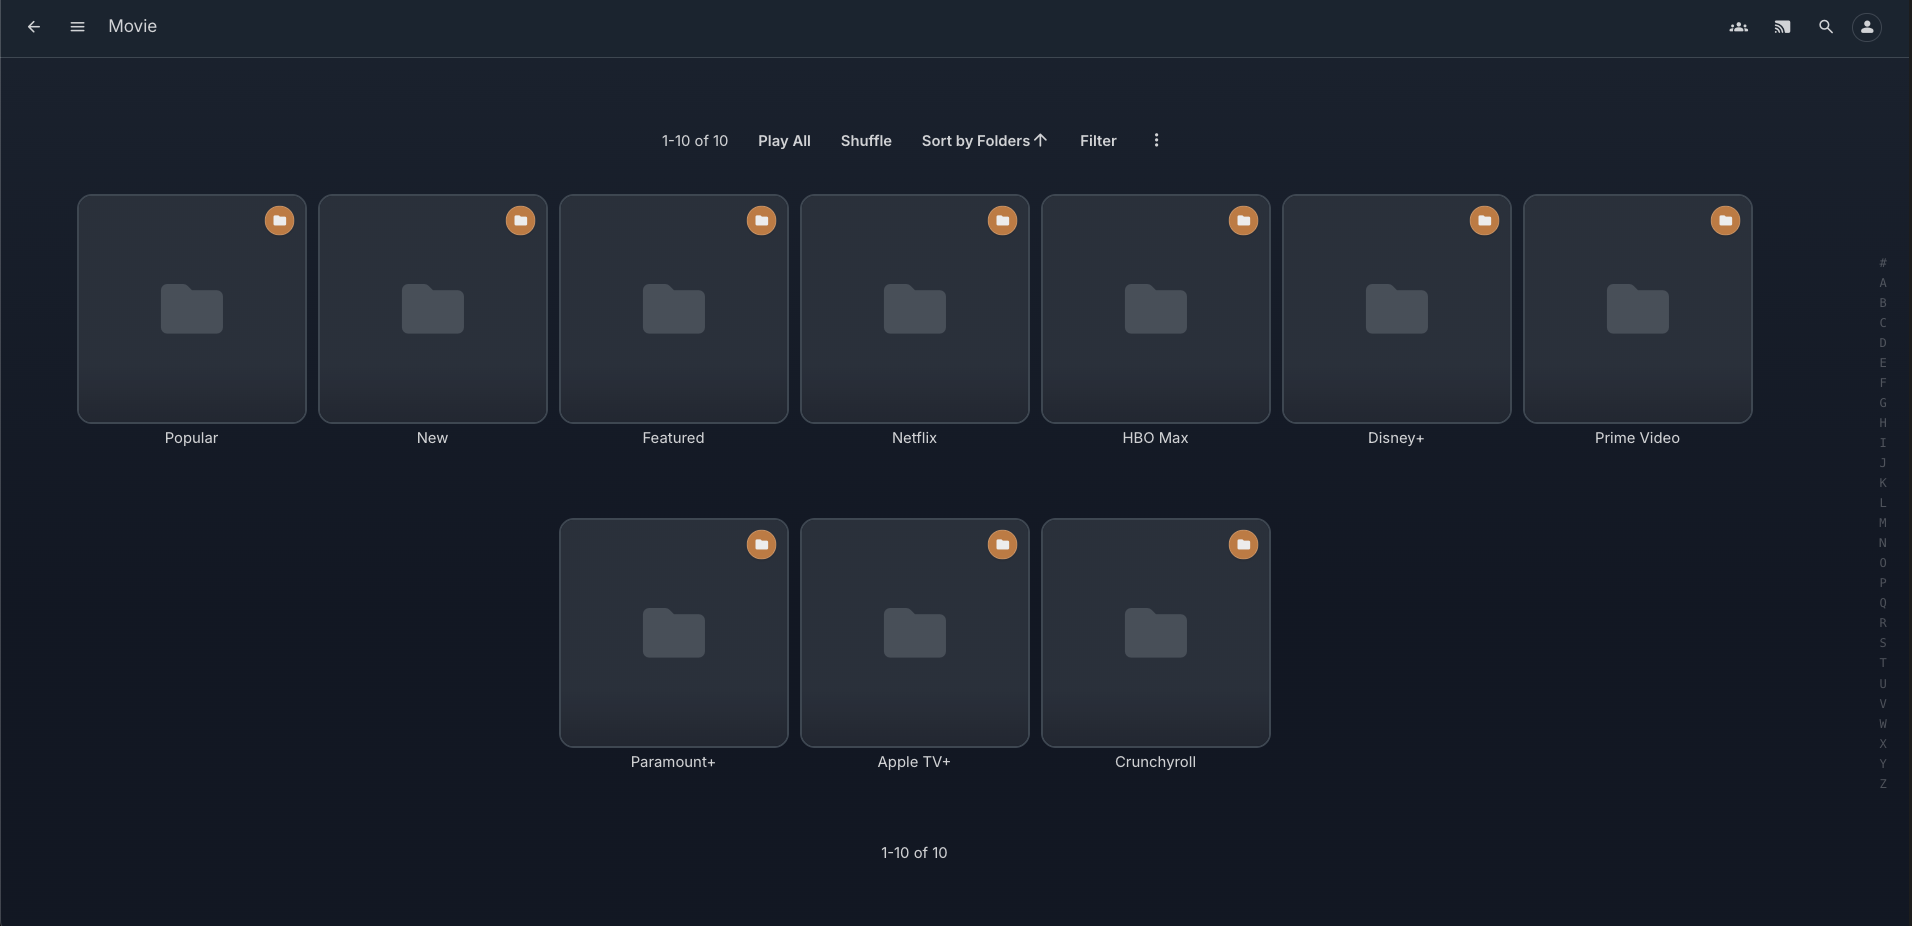 Movie
1-10 of 10 Play All Shuffle Sort by Folders Filter
Popular New Featured Netflix HBO Max Disney+ Prime Video
Paramount+ Apple TV+ Crunchyroll
1-10 of 10
#
A
B
C
D
E
F
G
H
I
J
K
L
M
N
O
P
Q
R
S
T
U
V
W
X
Y
Z